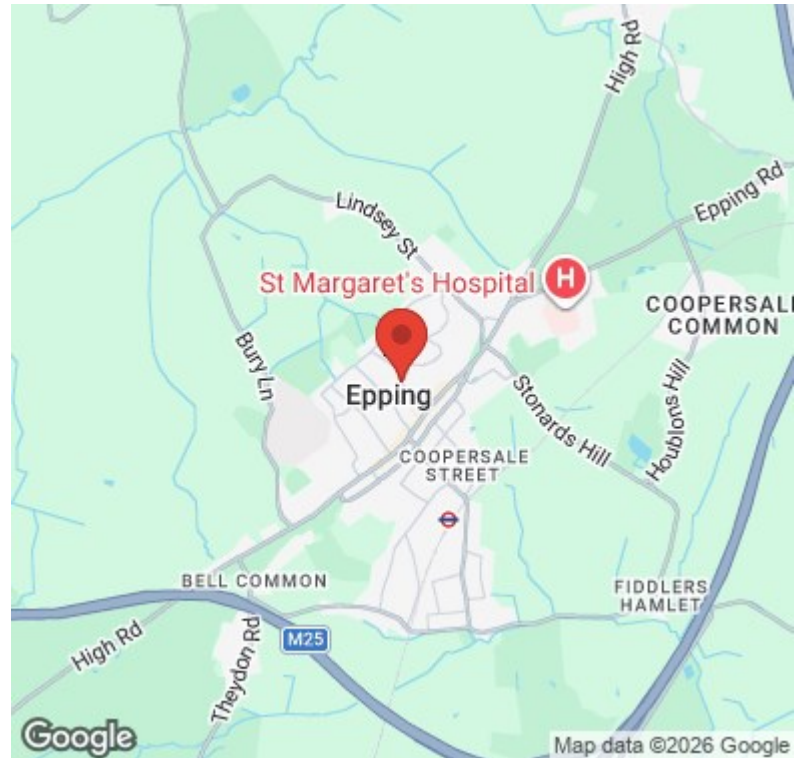 High Rd
Epping Rd
Lindsey St
St Margaret's Hospital
H
COOPERSALE
COMMON
Bury Ln
Epping
Stonards Hill
Houblons Hill
COOPERSALE
STREET
BELL COMMON
FIDDLERS
HAMLET
M25
High Rd
Theydon Rd
Google
Map data ©2026 Google